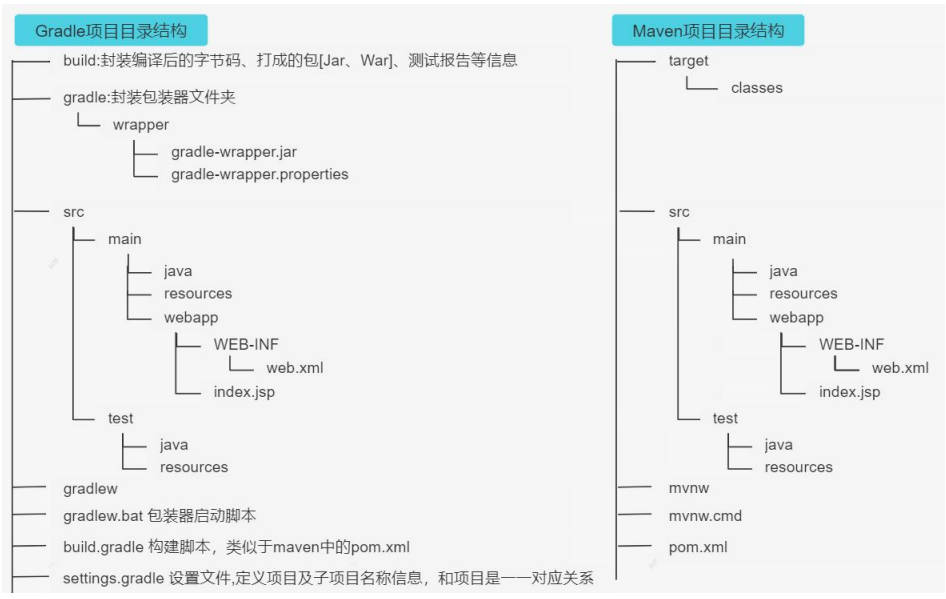 Gradle项目目录结构
build:封装编译后的字节码、打成的包[Jar、War]、测试报告等信息
gradle:封装包装器文件夹
wrapper
gradle-wrapper.jar
gradle-wrapper.properties
src
main
java
resources
webapp
WEB-INF
web.xml
index.jsp
test
java
resources
gradlew
gradlew.bat 包装器启动脚本
build.gradle 构建脚本，类似于maven中的pom.xml
settings.gradle 设置文件,定义项目及子项目名称信息，和项目是一一对应关系
Maven项目目录结构
target
classes
src
main
java
resources
webapp
WEB-INF
web.xml
index.jsp
test
java
resources
mvnw
mvnw.cmd
pom.xml